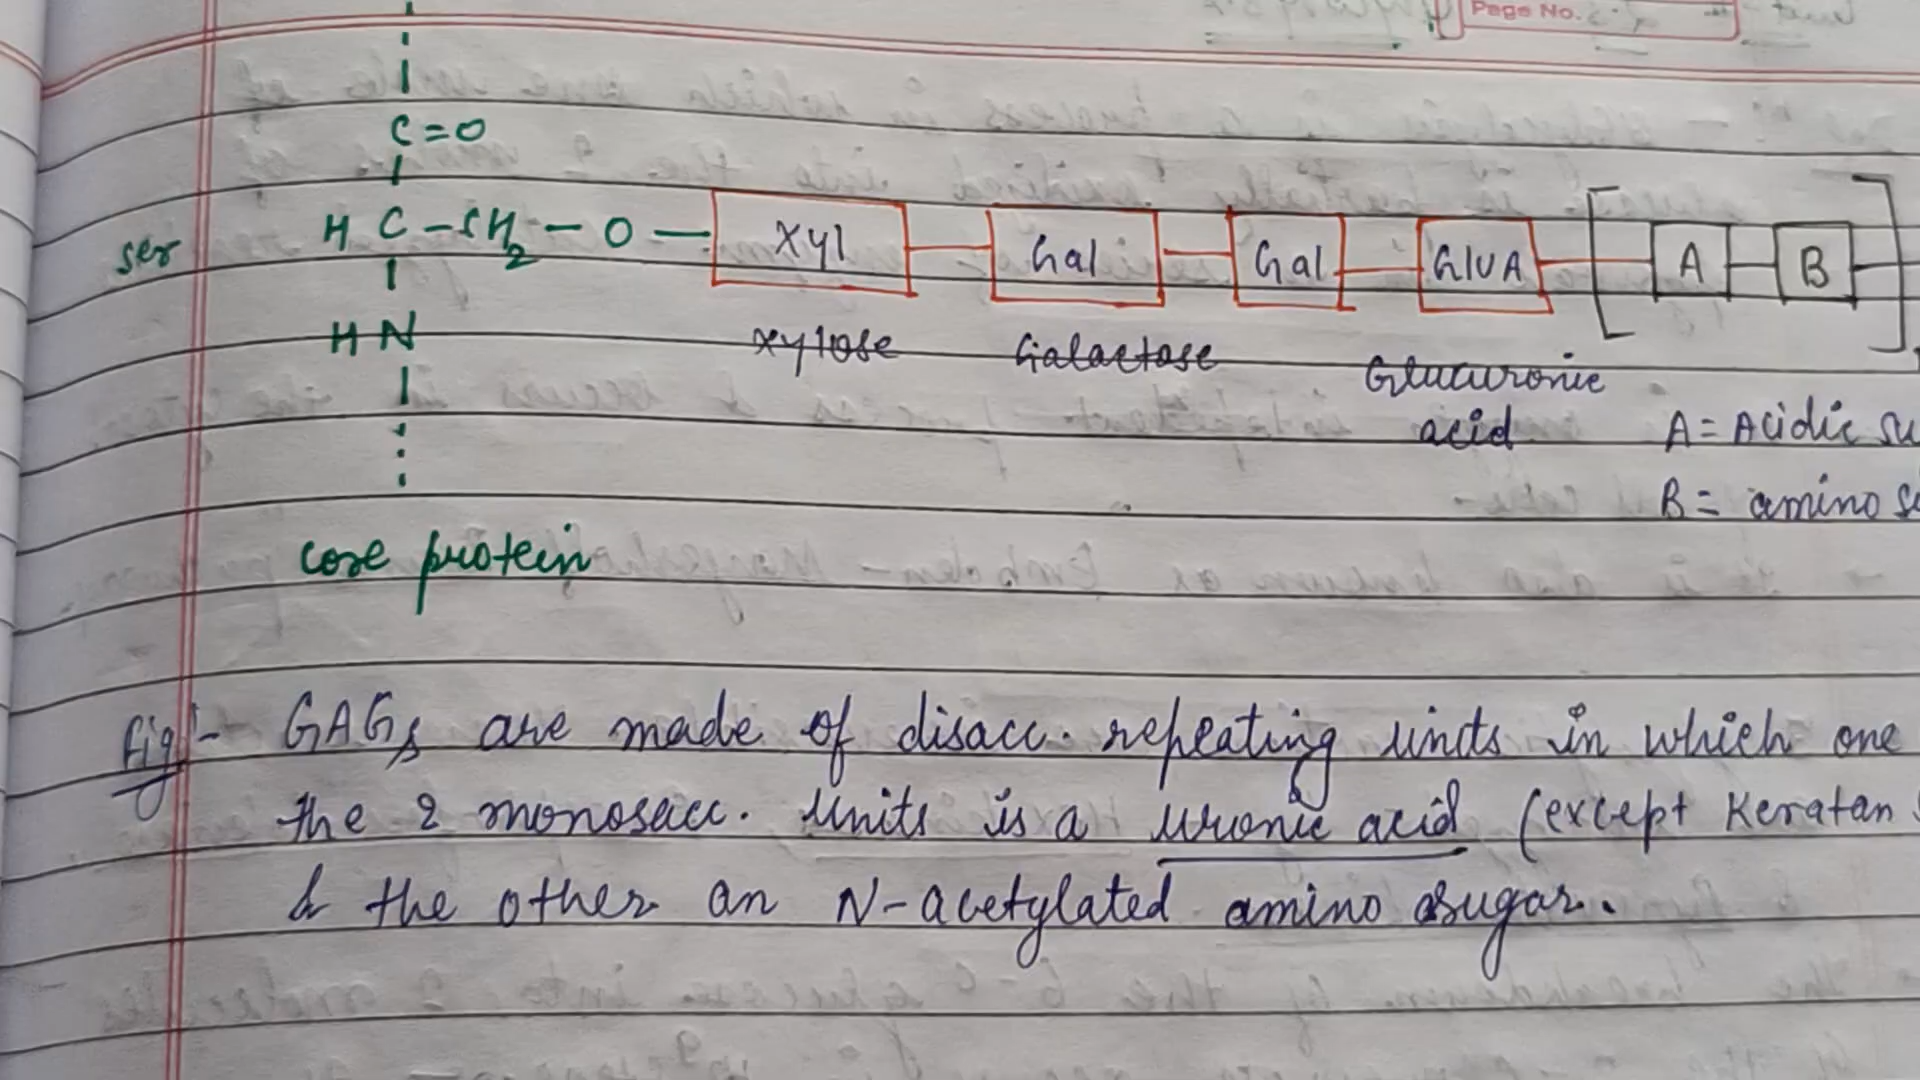 Page No.
C=O
ser H C - CH2 - O - Xyl - Gal - Gal - GlUA - [ A - B - ]
HN
xylose Galactose Glucuronic
acid
A = Acidic su
B = amino su
core protein
fig:- GAGs are made of disacc. repeating units in which one
the 2 monosacc. units is a uronic acid (except Keratan S
& the other an N-acetylated amino sugar.